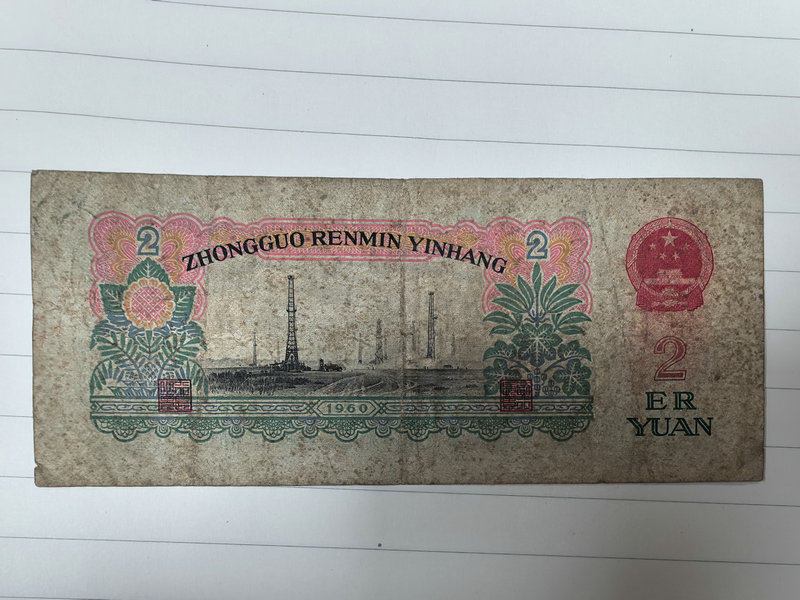 2 2
ZHONGGUO RENMIN YINHANG
1960
2
ER
YUAN